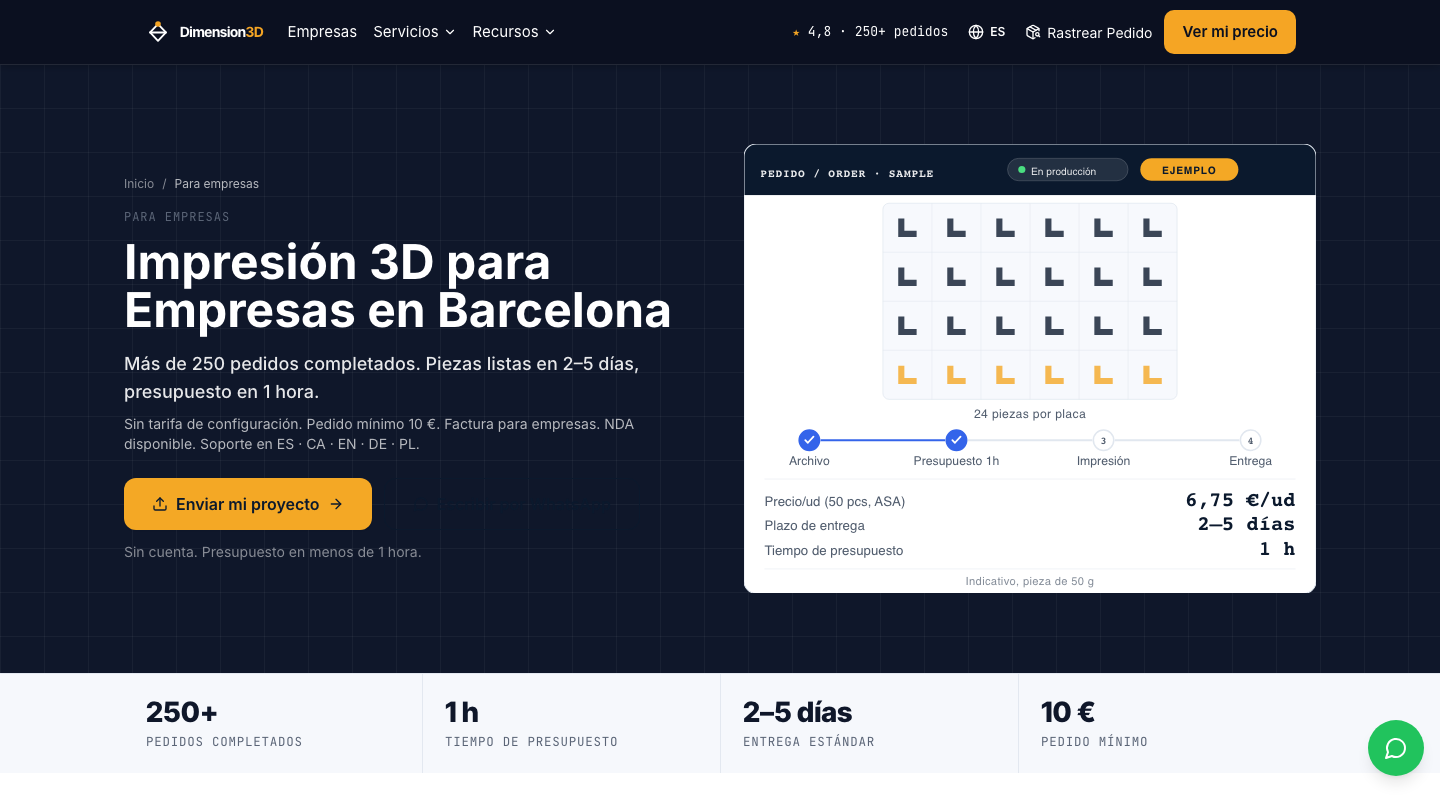 Dimension3D
Empresas
Servicios
Recursos
★ 4,8 · 250+ pedidos
ES
Rastrear Pedido
Ver mi precio
Inicio / Para empresas
PARA EMPRESAS
Impresión 3D para
Empresas en Barcelona
Más de 250 pedidos completados. Piezas listas en 2–5 días,
presupuesto en 1 hora.
Sin tarifa de configuración. Pedido mínimo 10 €. Factura para empresas. NDA
disponible. Soporte en ES · CA · EN · DE · PL.
Enviar mi proyecto →
Sin cuenta. Presupuesto en menos de 1 hora.
PEDIDO / ORDER · SAMPLE
En producción
EJEMPLO
24 piezas por placa
3
4
Archivo
Presupuesto 1h
Impresión
Entrega
Precio/ud (50 pcs, ASA)
6,75 €/ud
Plazo de entrega
2–5 días
Tiempo de presupuesto
1 h
Indicativo, pieza de 50 g
250+
PEDIDOS COMPLETADOS
1 h
TIEMPO DE PRESUPUESTO
2–5 días
ENTREGA ESTÁNDAR
10 €
PEDIDO MÍNIMO